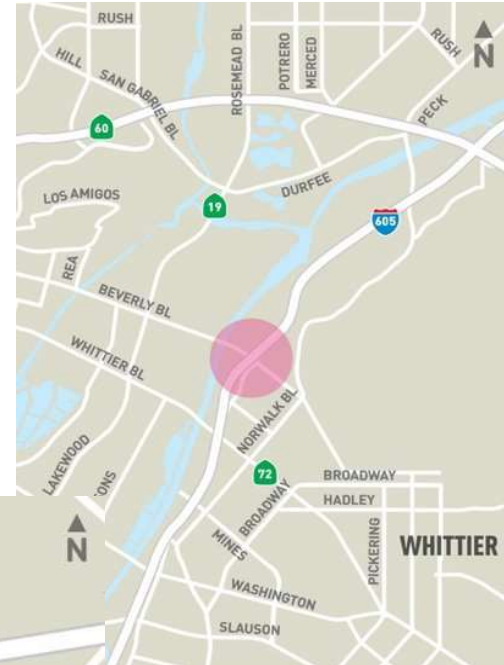 RUSH
HILL
SAN GABRIEL BL
ROSEMEAD BL
POTRERO
MERCED
RUSH
N
PECK
60
DURFEE
LOS AMIGOS
19
605
REA
BEVERLY BL
WHITTIER BL
NORWALK BL
LAKEWOOD
ONS
72
BROADWAY
HADLEY
BROADWAY
N
MINES
PICKERING
WHITTIER
WASHINGTON
SLAUSON